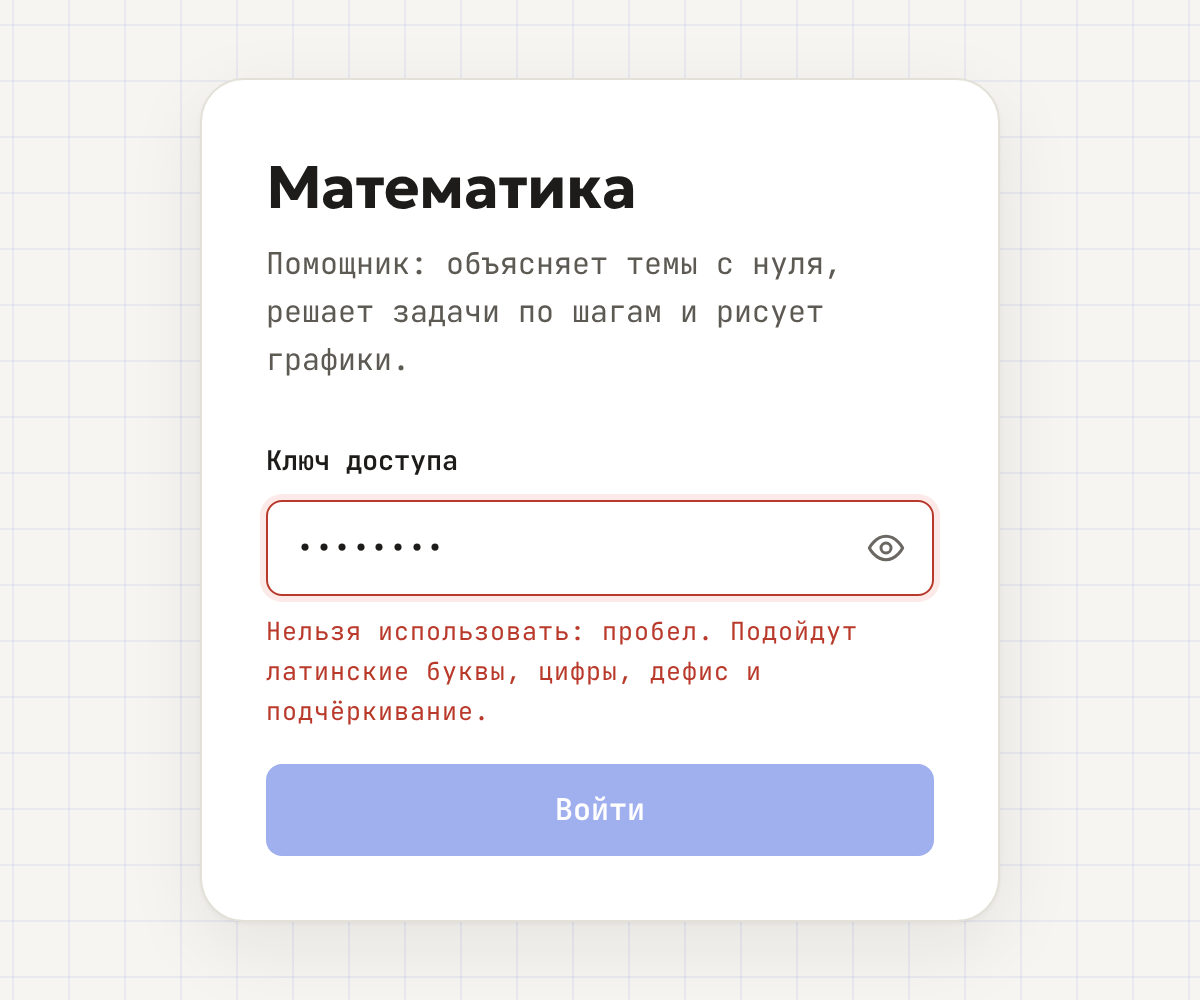 Математика
Помощник: объясняет темы с нуля,
решает задачи по шагам и рисует
графики.
Ключ доступа
••••••••
Нельзя использовать: пробел. Подойдут
латинские буквы, цифры, дефис и
подчёркивание.
Войти